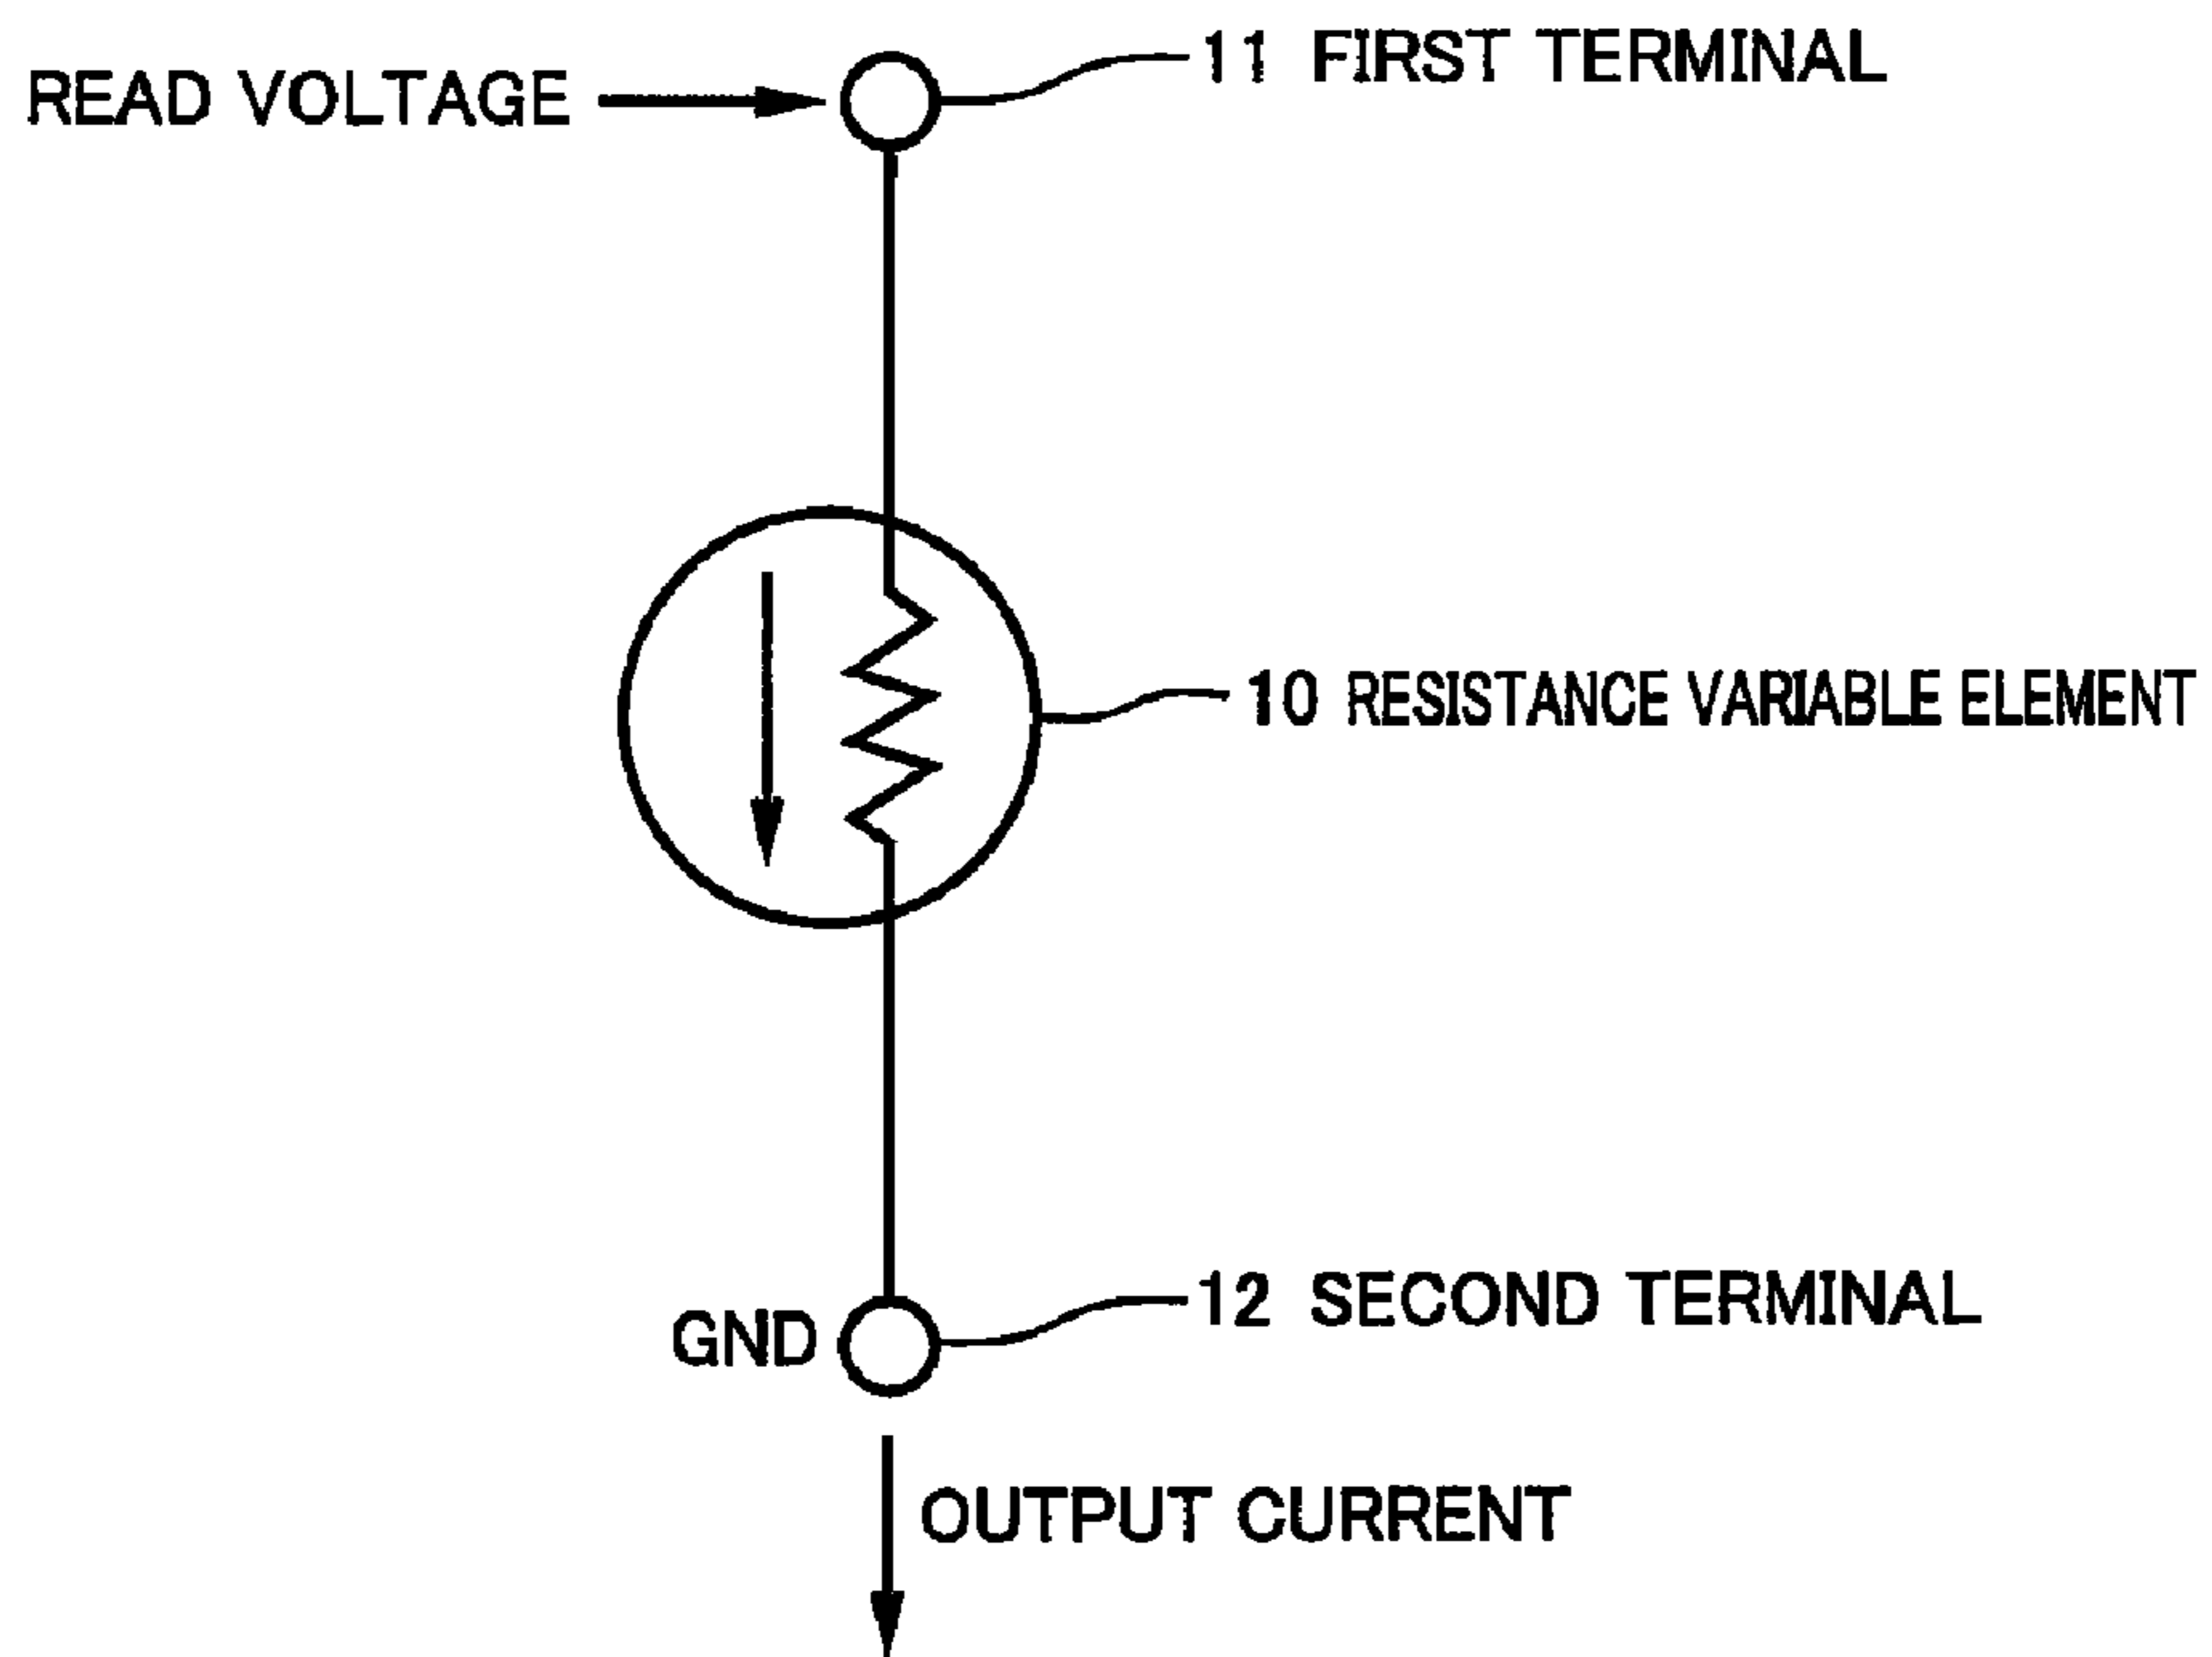 11 FIRST TERMINAL
READ VOLTAGE
10 RESISTANCE VARIABLE ELEMENT
12 SECOND TERMINAL
GND
OUTPUT CURRENT